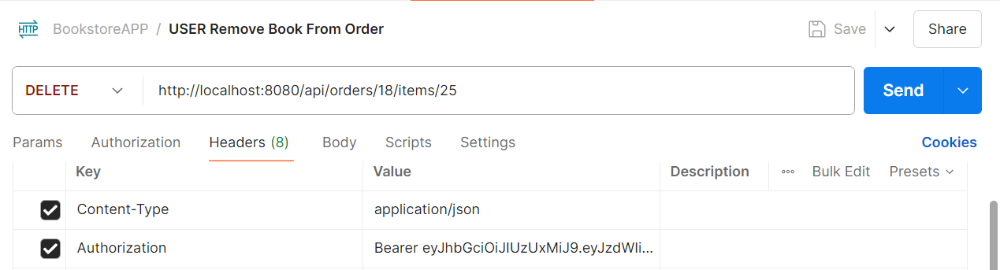 HTTP BookstoreAPP / USER Remove Book From Order Save Share
DELETE http://localhost:8080/api/orders/18/items/25 Send
Params Authorization Headers (8) Body Scripts Settings Cookies
Key Value Description Bulk Edit Presets
Content-Type application/json
Authorization Bearer eyJhbGciOiJIUzUxMiJ9.eyJzdWIi...